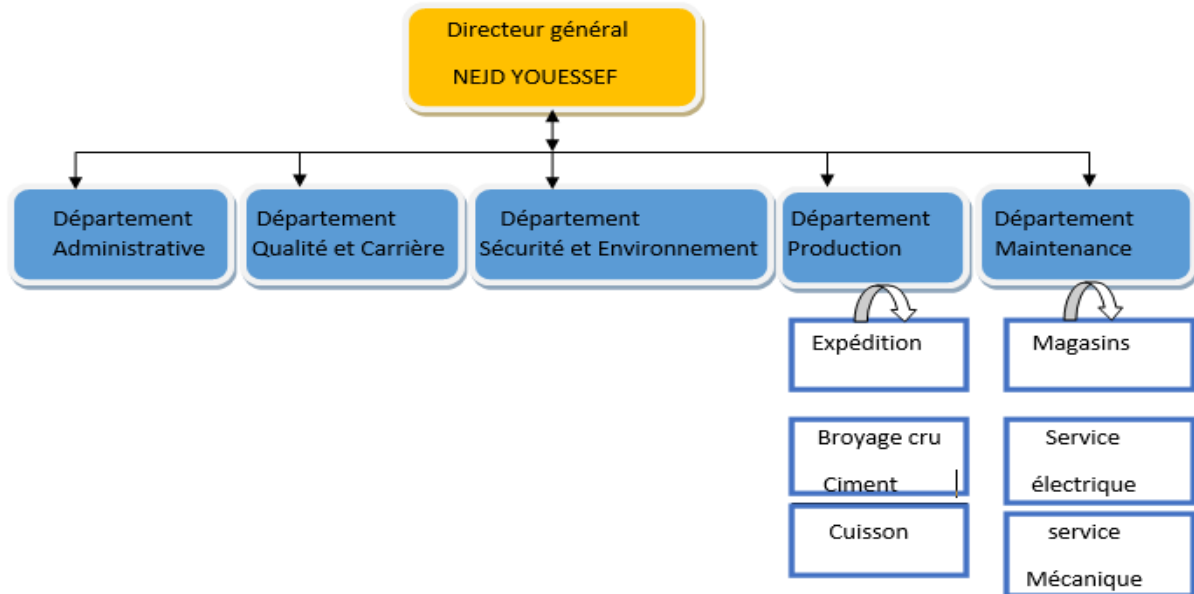 Directeur général
NEJD YOUESSEF
Département
Administrative
Département
Qualité et Carrière
Département
Sécurité et Environnement
Département
Production
Département
Maintenance
Expédition
Broyage cru
Ciment
Cuisson
Magasins
Service
électrique
service
Mécanique